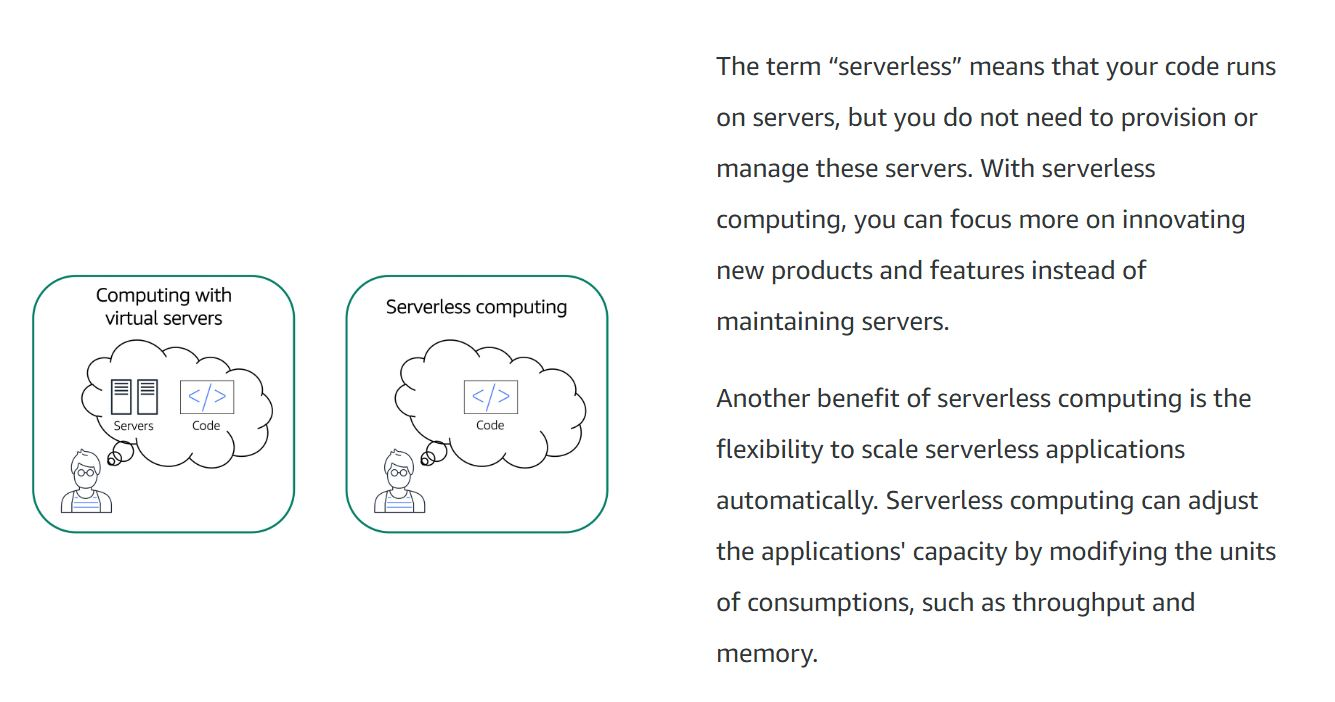 Computing with
virtual servers
Servers
Code
Serverless computing
Code
The term “serverless” means that your code runs
on servers, but you do not need to provision or
manage these servers. With serverless
computing, you can focus more on innovating
new products and features instead of
maintaining servers.
Another benefit of serverless computing is the
flexibility to scale serverless applications
automatically. Serverless computing can adjust
the applications' capacity by modifying the units
of consumptions, such as throughput and
memory.